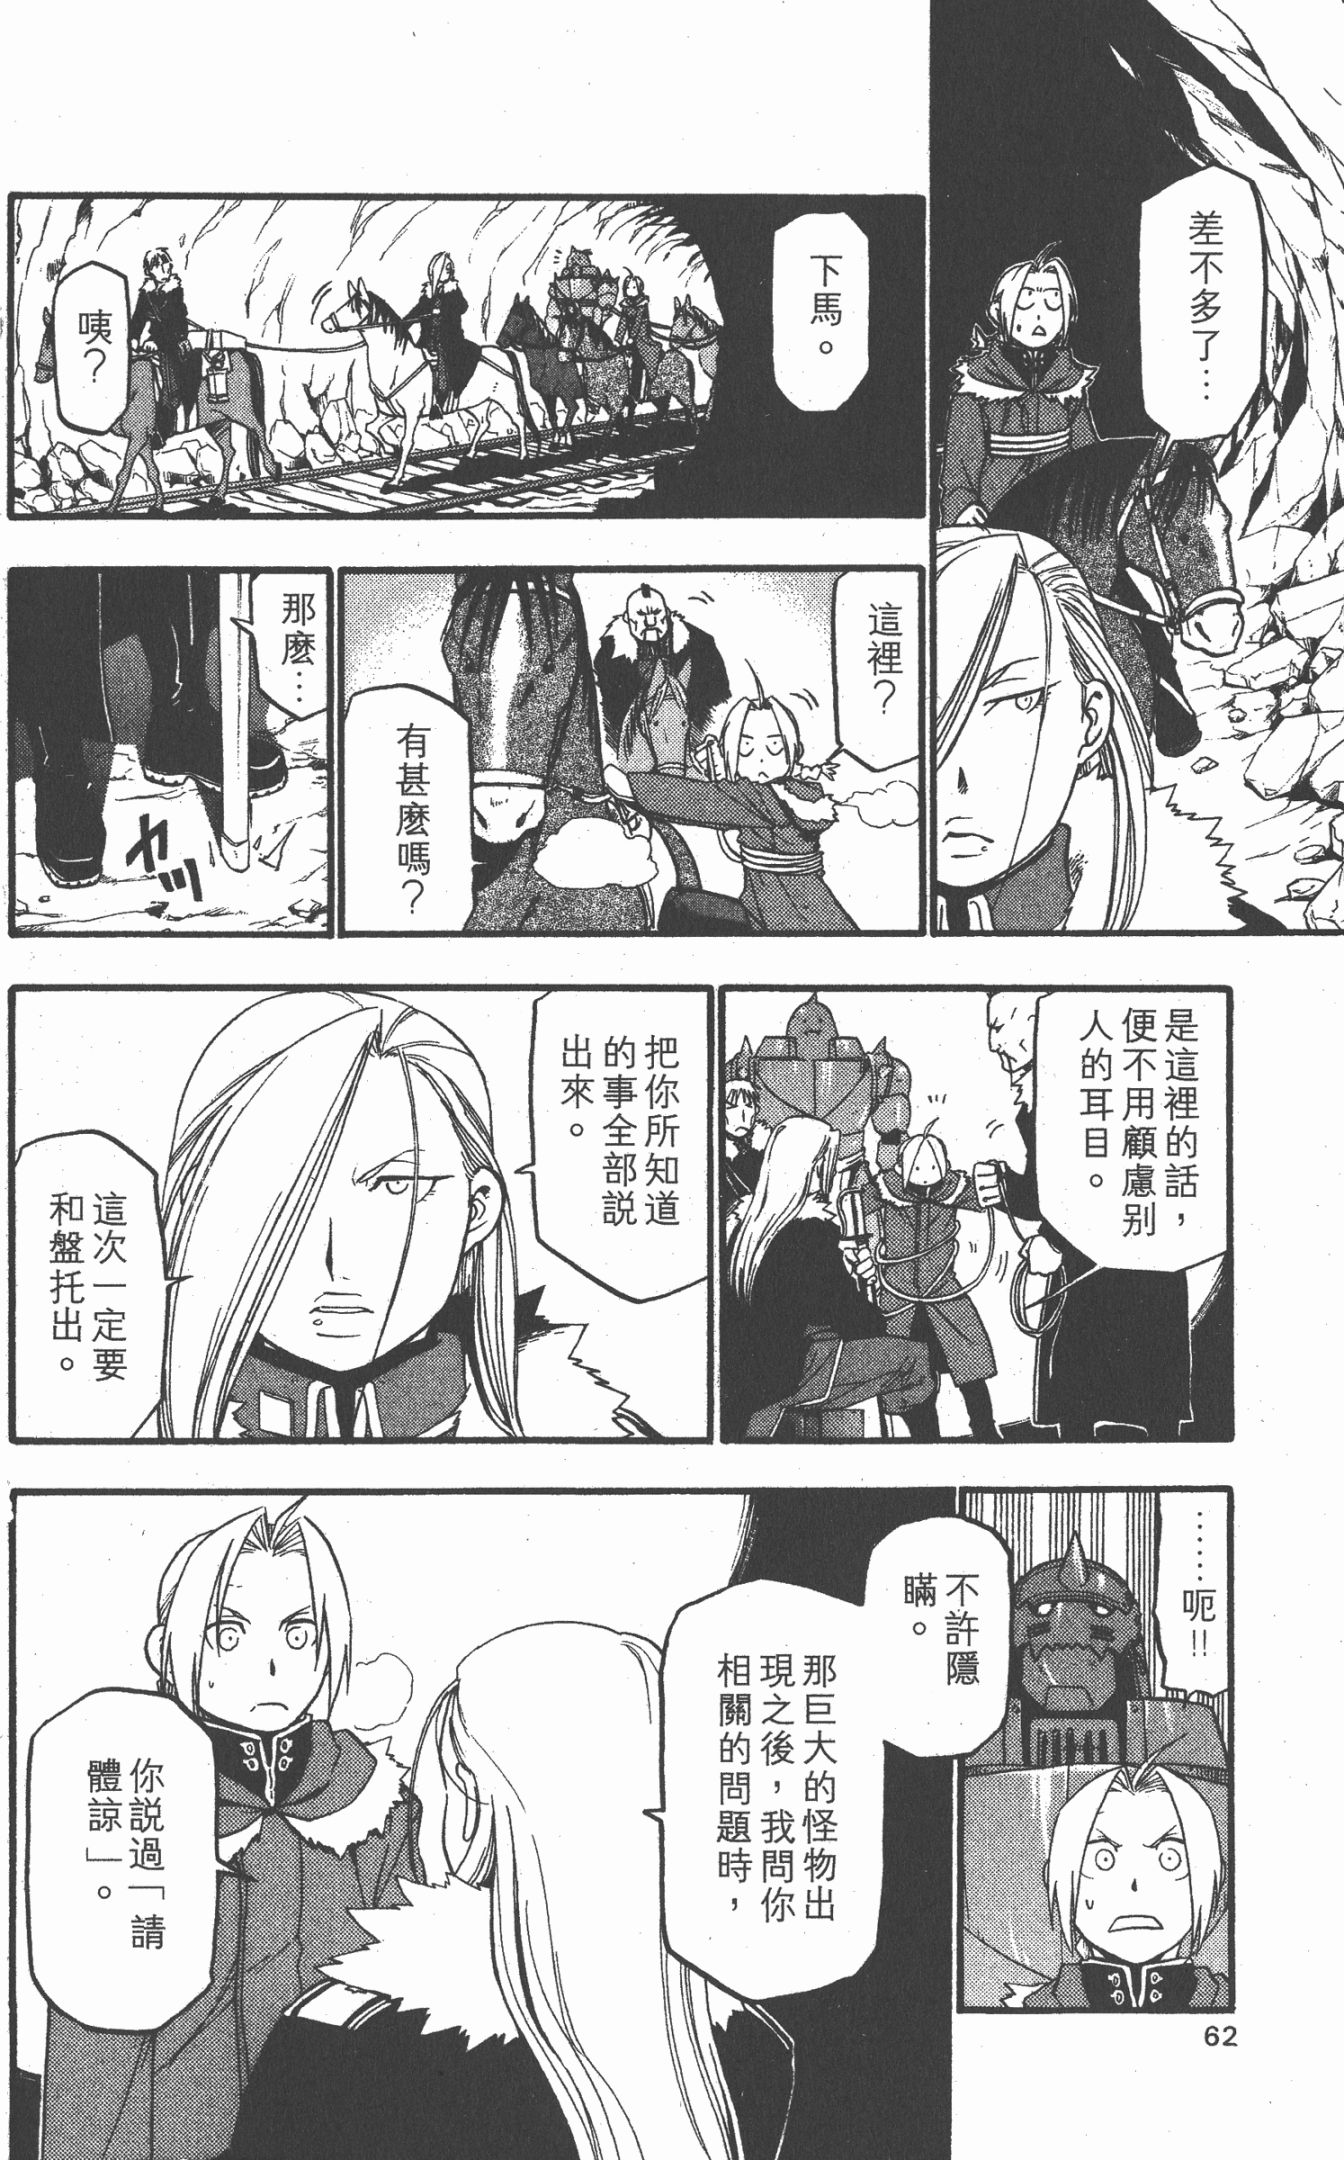 差不多了…
下馬。
咦？
這裡？
有甚麼嗎？
那麼…
カッ
是這裡的話，
便不用顧慮別
人的耳目。
把你所知道
的事全部說
出來。
這次一定要
和盤托出。
……呃!!
不許隱
瞞。
那巨大的怪物出
現之後，我問你
相關的問題時，
你說過「請
體諒」。
62